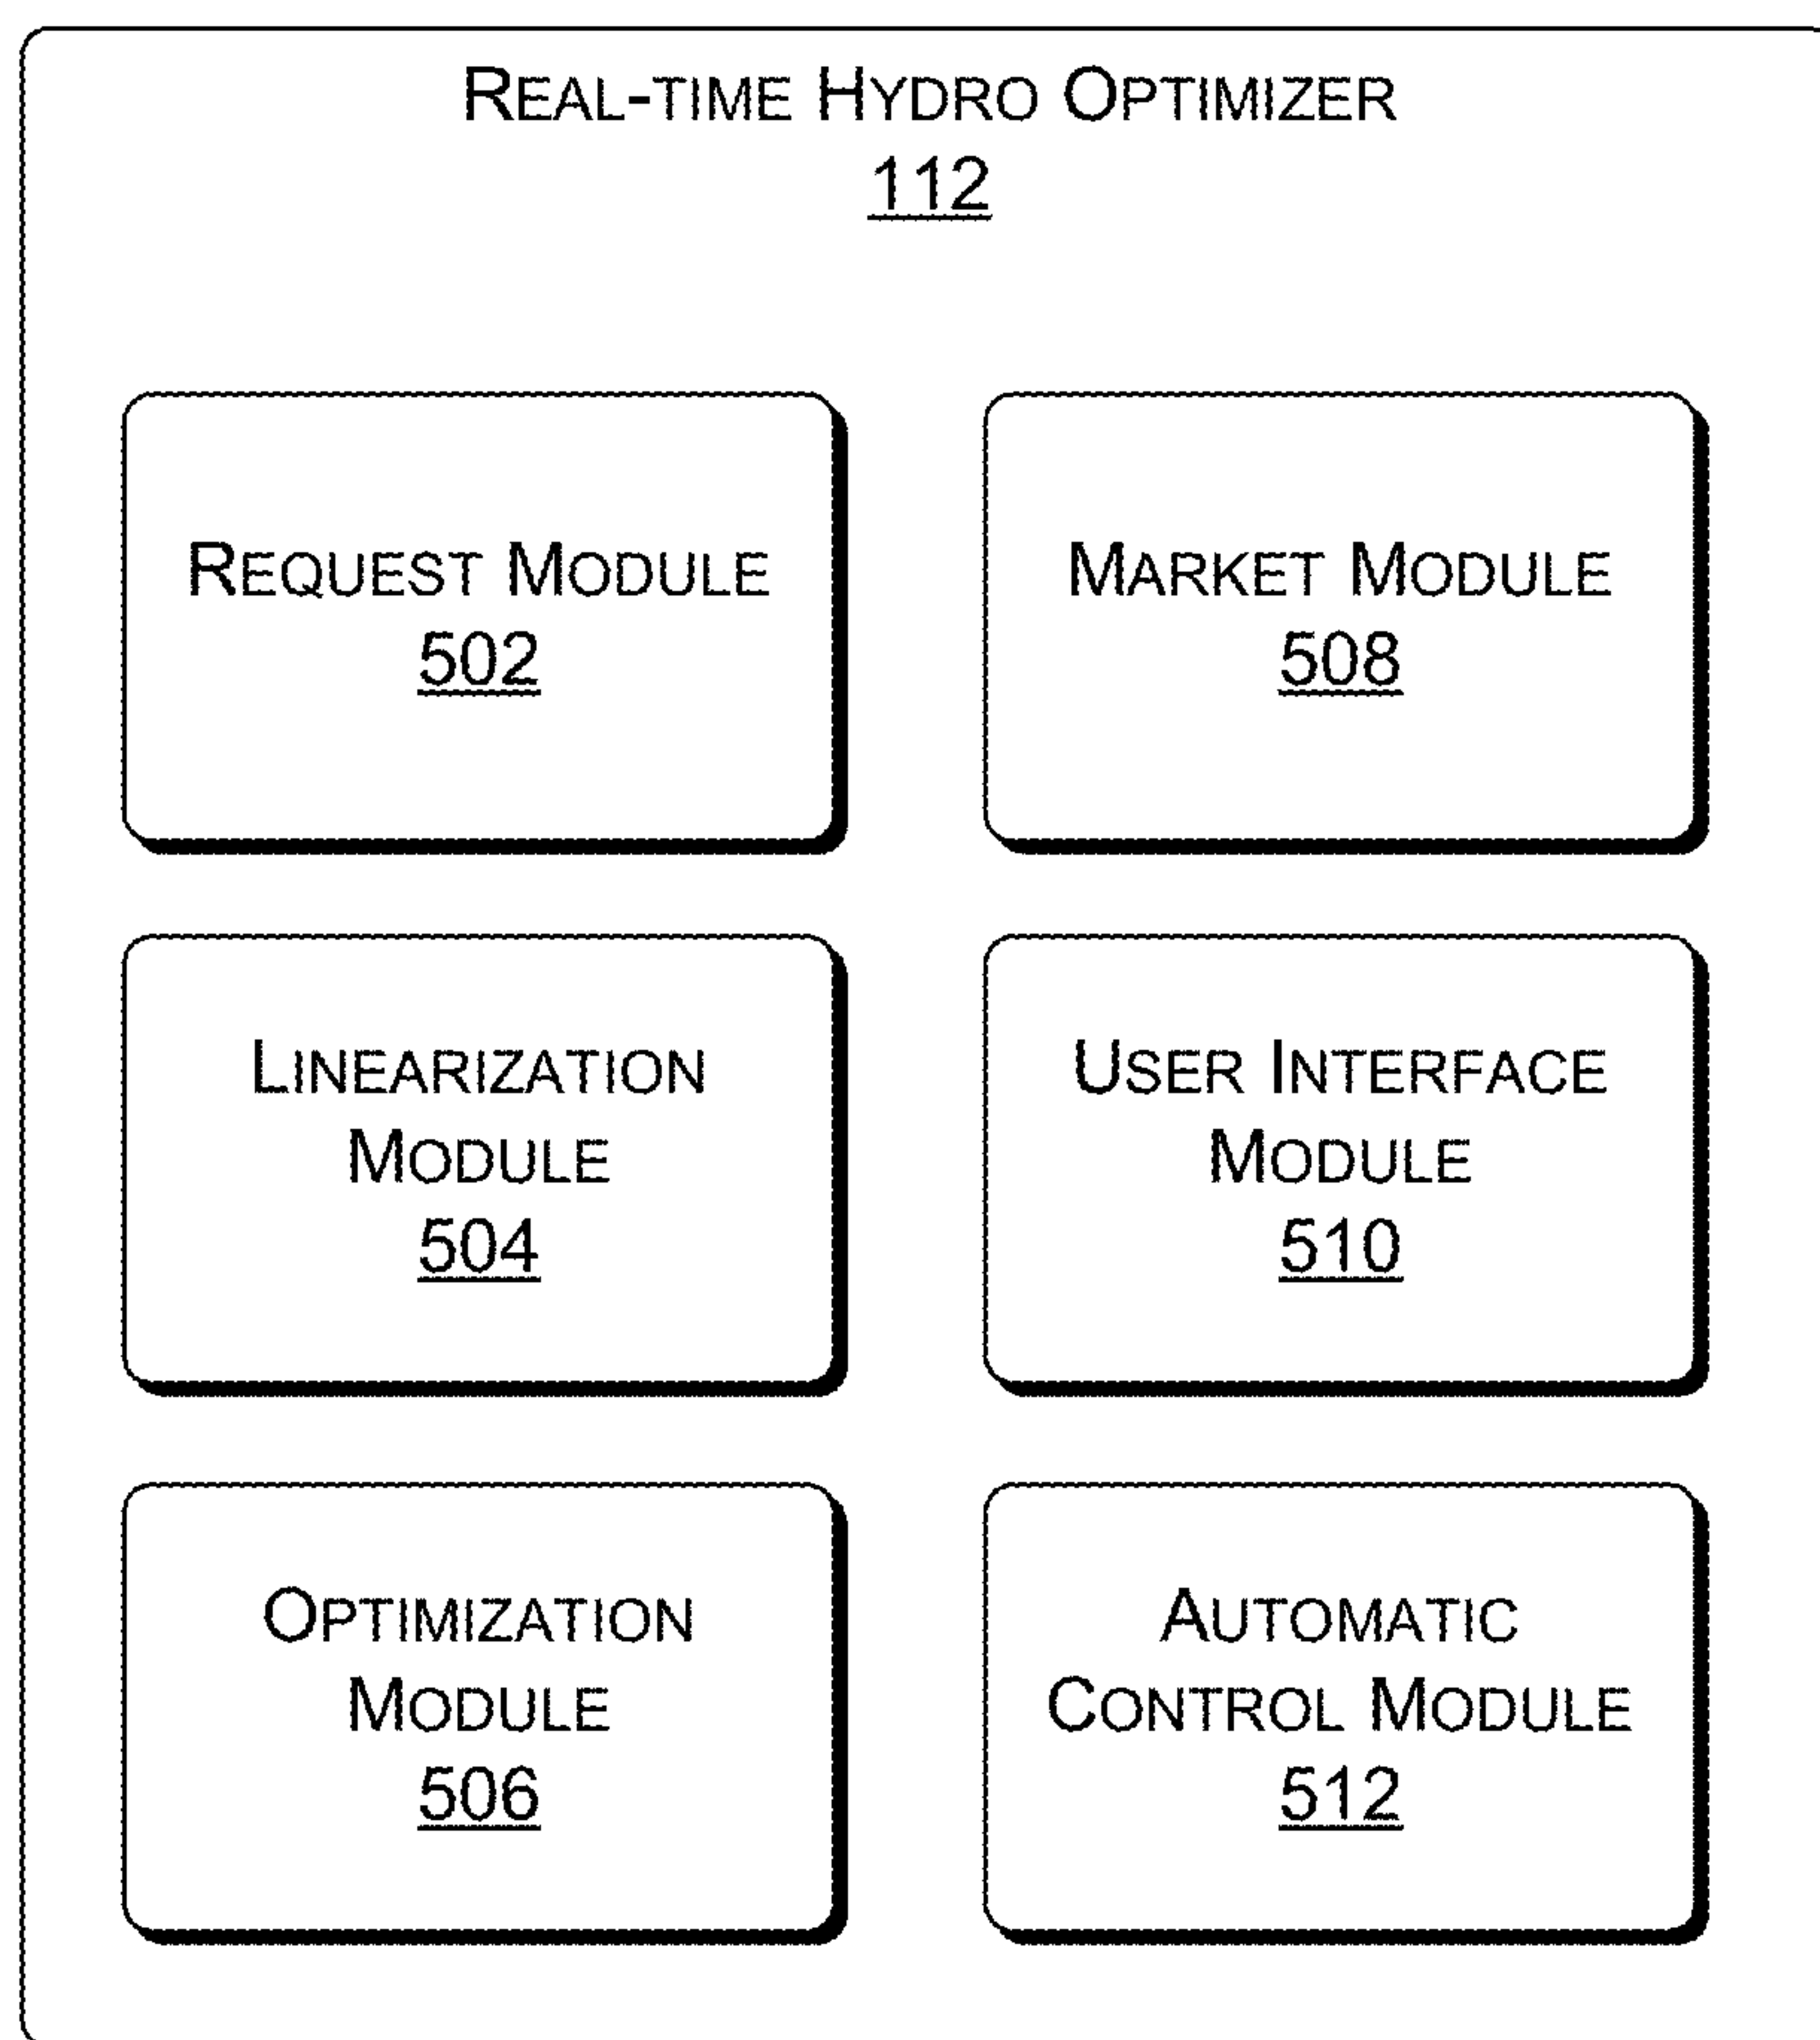 REAL-TIME HYDRO OPTIMIZER
112
REQUEST MODULE
502
MARKET MODULE
508
LINEARIZATION
MODULE
504
USER INTERFACE
MODULE
510
OPTIMIZATION
MODULE
506
AUTOMATIC
CONTROL MODULE
512